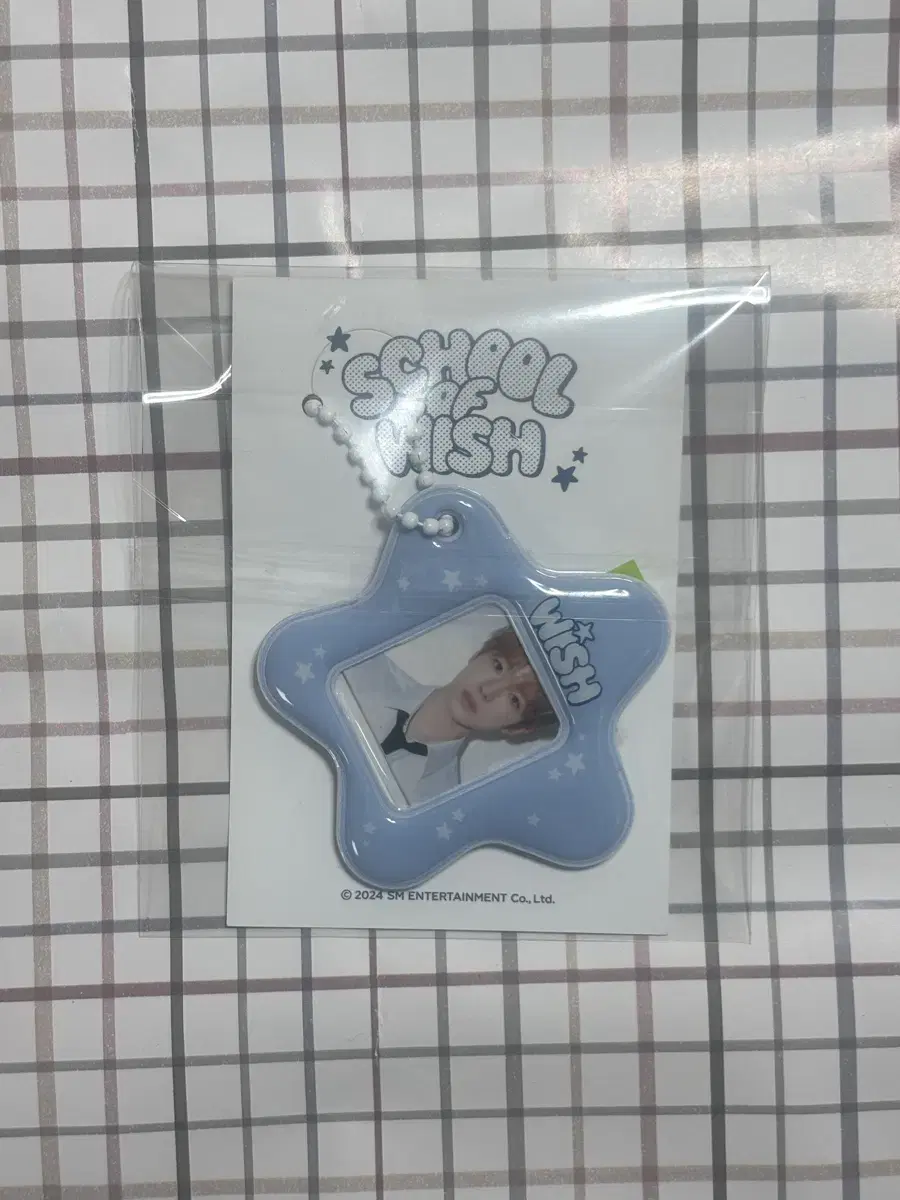 SCHOOL
OF
WISH
WISH
© 2024 SM ENTERTAINMENT Co., Ltd.